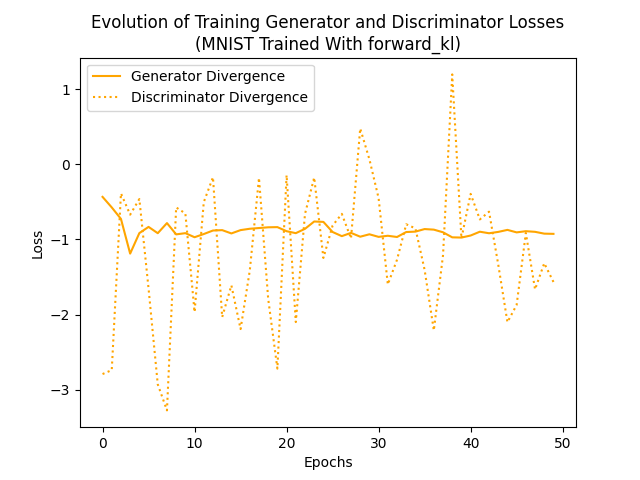 Evolution of Training Generator and Discriminator Losses
(MNIST Trained With forward_kl)
Generator Divergence
Discriminator Divergence
1
0
−1
−2
−3
Loss
0 10 20 30 40 50
Epochs